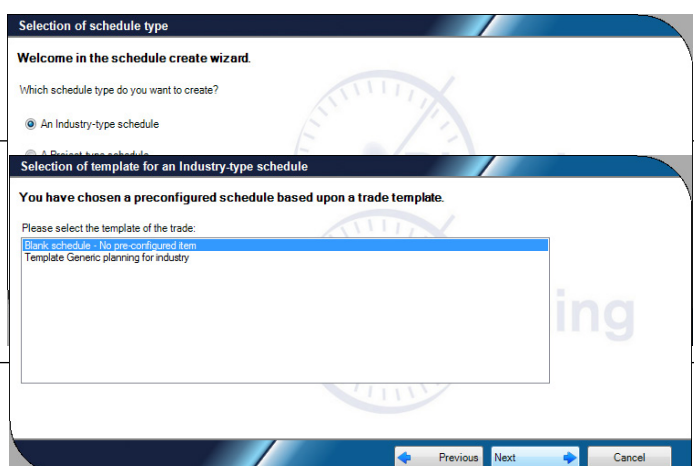 Selection of schedule type
Welcome in the schedule create wizard.
Which schedule type do you want to create?
An Industry-type schedule
A Project-type schedule
Selection of template for an Industry-type schedule
You have chosen a preconfigured schedule based upon a trade template.
Please select the template of the trade:
Blank schedule - No pre-configured item
Template Generic planning for industry
ing
Previous Next Cancel